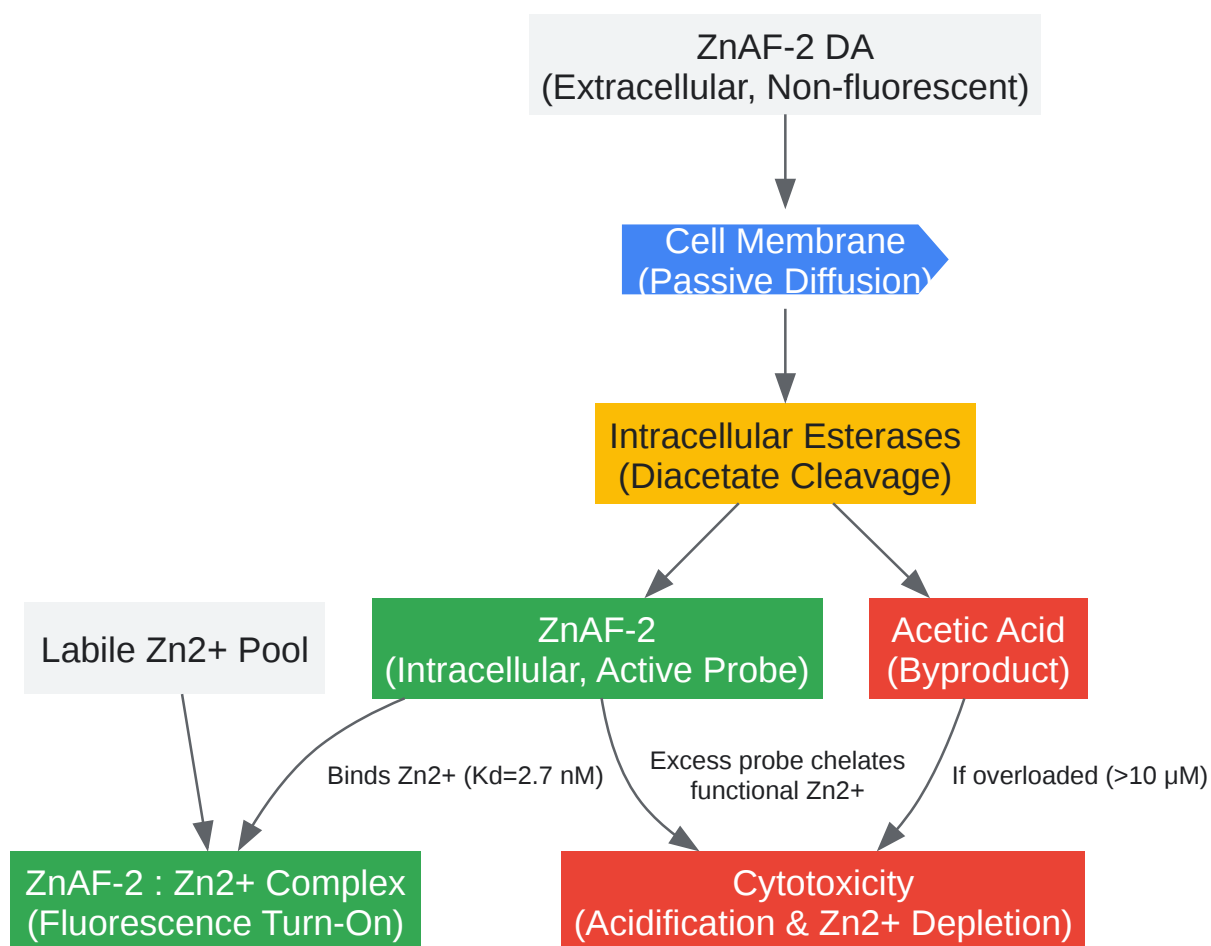 ZnAF-2 DA
(Extracellular, Non-fluorescent)
Cell Membrane
(Passive Diffusion)
Intracellular Esterases
(Diacetate Cleavage)
Labile Zn2+ Pool
ZnAF-2
(Intracellular, Active Probe)
Acetic Acid
(Byproduct)
Binds Zn2+ (Kd=2.7 nM)
Excess probe chelates
functional Zn2+
If overloaded (>10 μM)
ZnAF-2 : Zn2+ Complex
(Fluorescence Turn-On)
Cytotoxicity
(Acidification & Zn2+ Depletion)